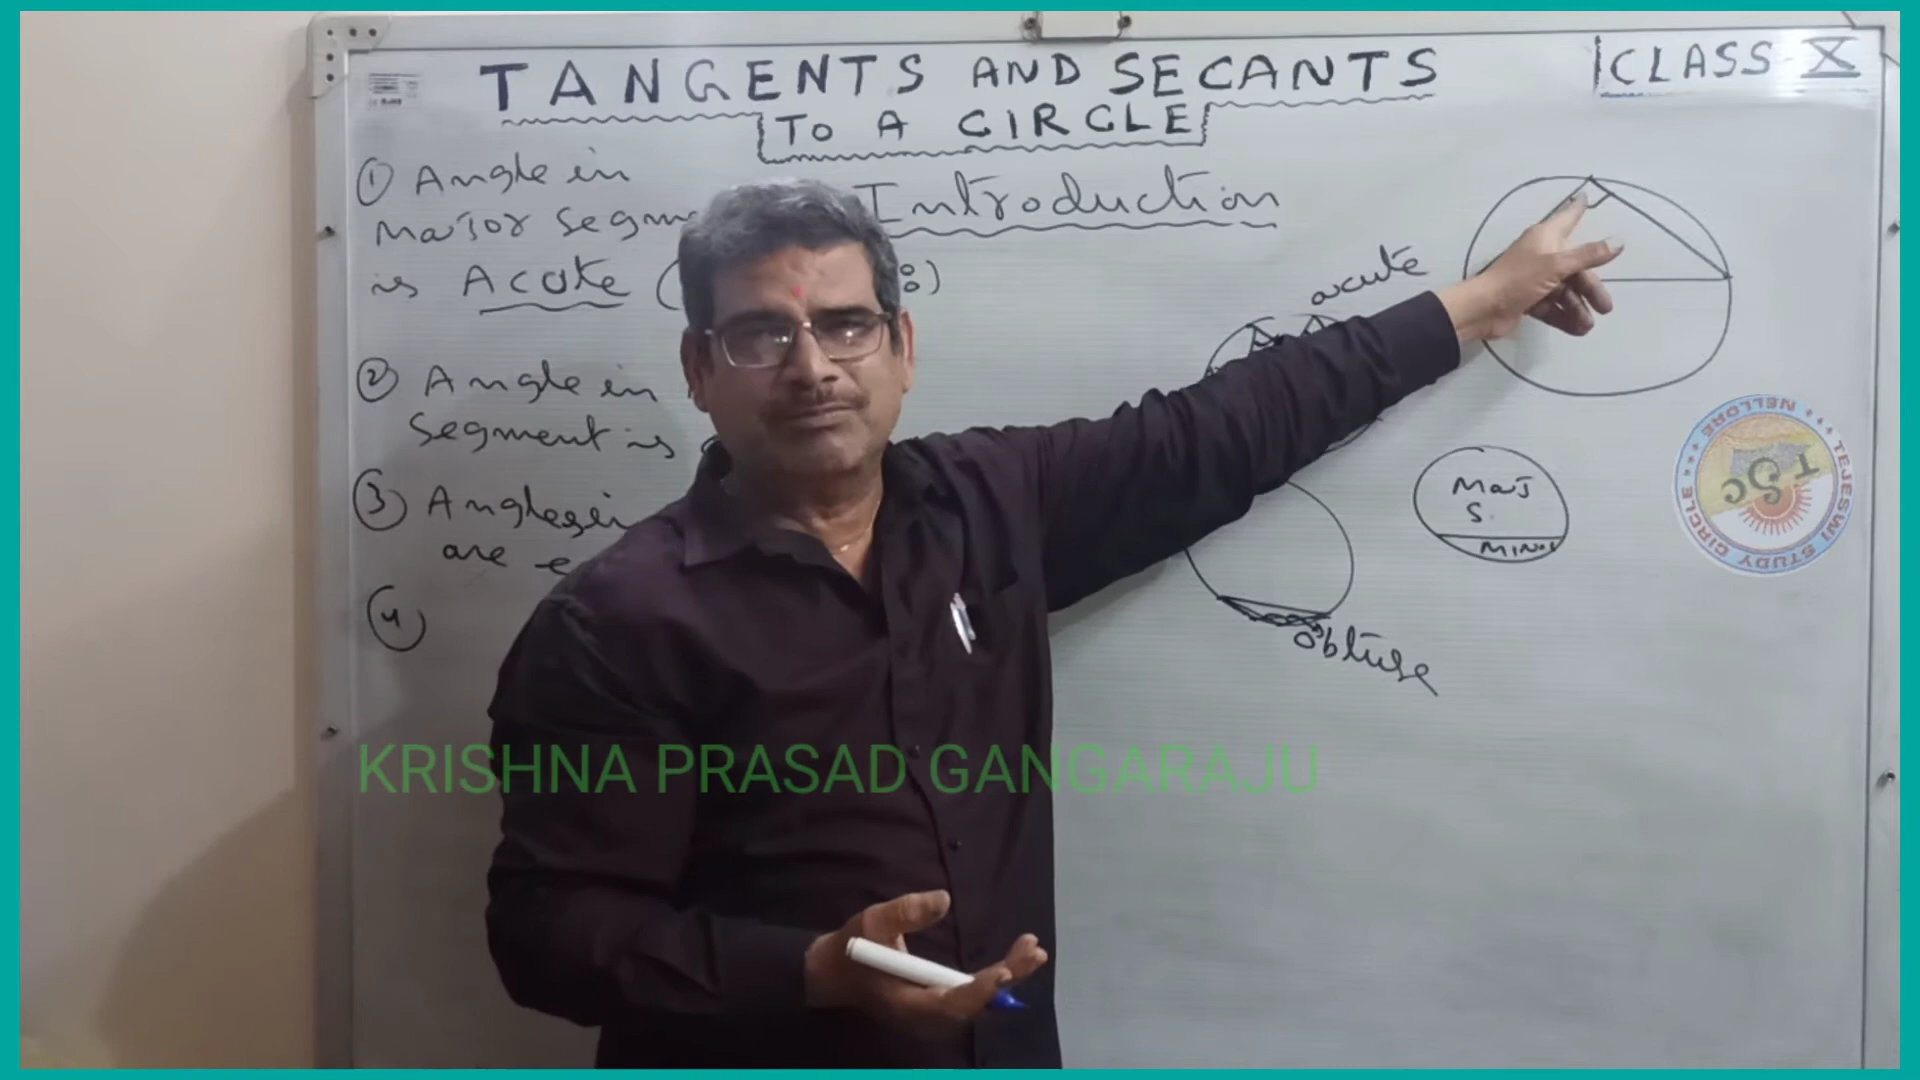 TANGENTS AND SECANTS
TO A CIRCLE
CLASS X
① Angle in
Major Segm
is Acute
Introduction
② Angle in
Segment is
③ Angles in
are e
④
acute
Maj
S.
MINOR
obtuse
TSC
TEJESWI STUDY CIRCLE **** NELLORE ****
KRISHNA PRASAD GANGARAJU